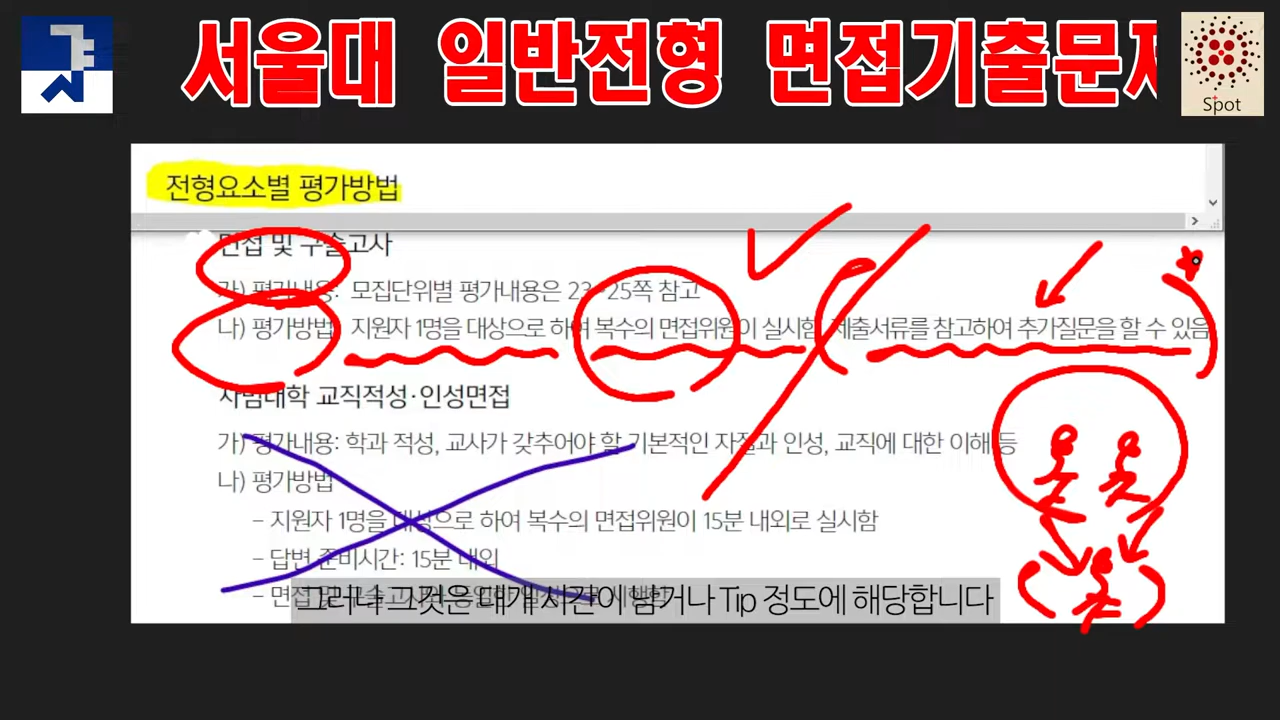 서울대 일반전형 면접기출문제
Spot
전형요소별 평가방법
면접 및 구술고사
가) 평가내용: 모집단위별 평가내용은 23~25쪽 참고
나) 평가방법: 지원자 1명을 대상으로 하여 복수의 면접위원이 실시함. 제출서류를 참고하여 추가질문을 할 수 있음.
사범대학 교직적성·인성면접
가) 평가내용: 학과 적성, 교사가 갖추어야 할 기본적인 자질과 인성, 교직에 대한 이해 등
나) 평가방법
– 지원자 1명을 대상으로 하여 복수의 면접위원이 15분 내외로 실시함
– 답변 준비시간: 15분 내외
– 면접 및
그러나 그것은 대개 시간이 남거나 Tip 정도에 해당합니다